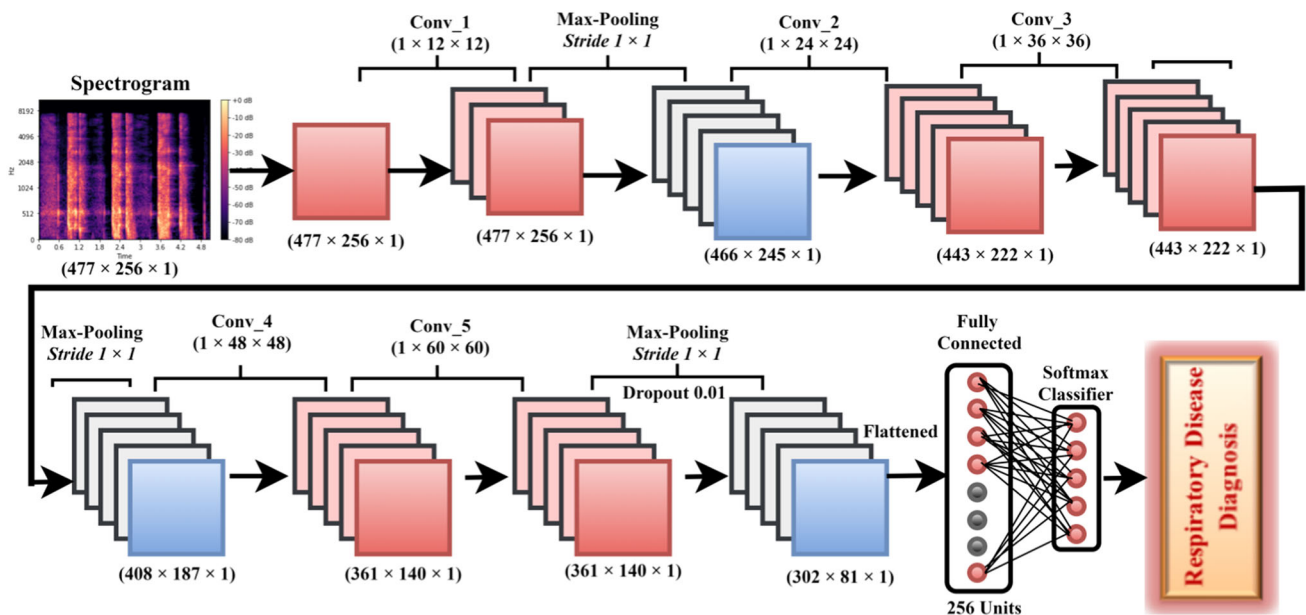 Conv_1
(1 × 12 × 12)
Max-Pooling
Stride 1 × 1
Conv_2
(1 × 24 × 24)
Conv_3
(1 × 36 × 36)
Spectrogram
+0 dB
-10 dB
-20 dB
-30 dB
-40 dB
-50 dB
-60 dB
-70 dB
-80 dB
8192
4096
2048
1024
512
0
Hz
0 0.6 1.2 1.8 2.4 3 3.6 4.2 4.8
Time
(477 × 256 × 1)
(477 × 256 × 1)
(477 × 256 × 1)
(466 × 245 × 1)
(443 × 222 × 1)
(443 × 222 × 1)
Max-Pooling
Stride 1 × 1
Conv_4
(1 × 48 × 48)
Conv_5
(1 × 60 × 60)
Max-Pooling
Stride 1 × 1
Dropout 0.01
Flattened
Fully
Connected
Softmax
Classifier
Respiratory Disease
Diagnosis
(408 × 187 × 1)
(361 × 140 × 1)
(361 × 140 × 1)
(302 × 81 × 1)
256 Units